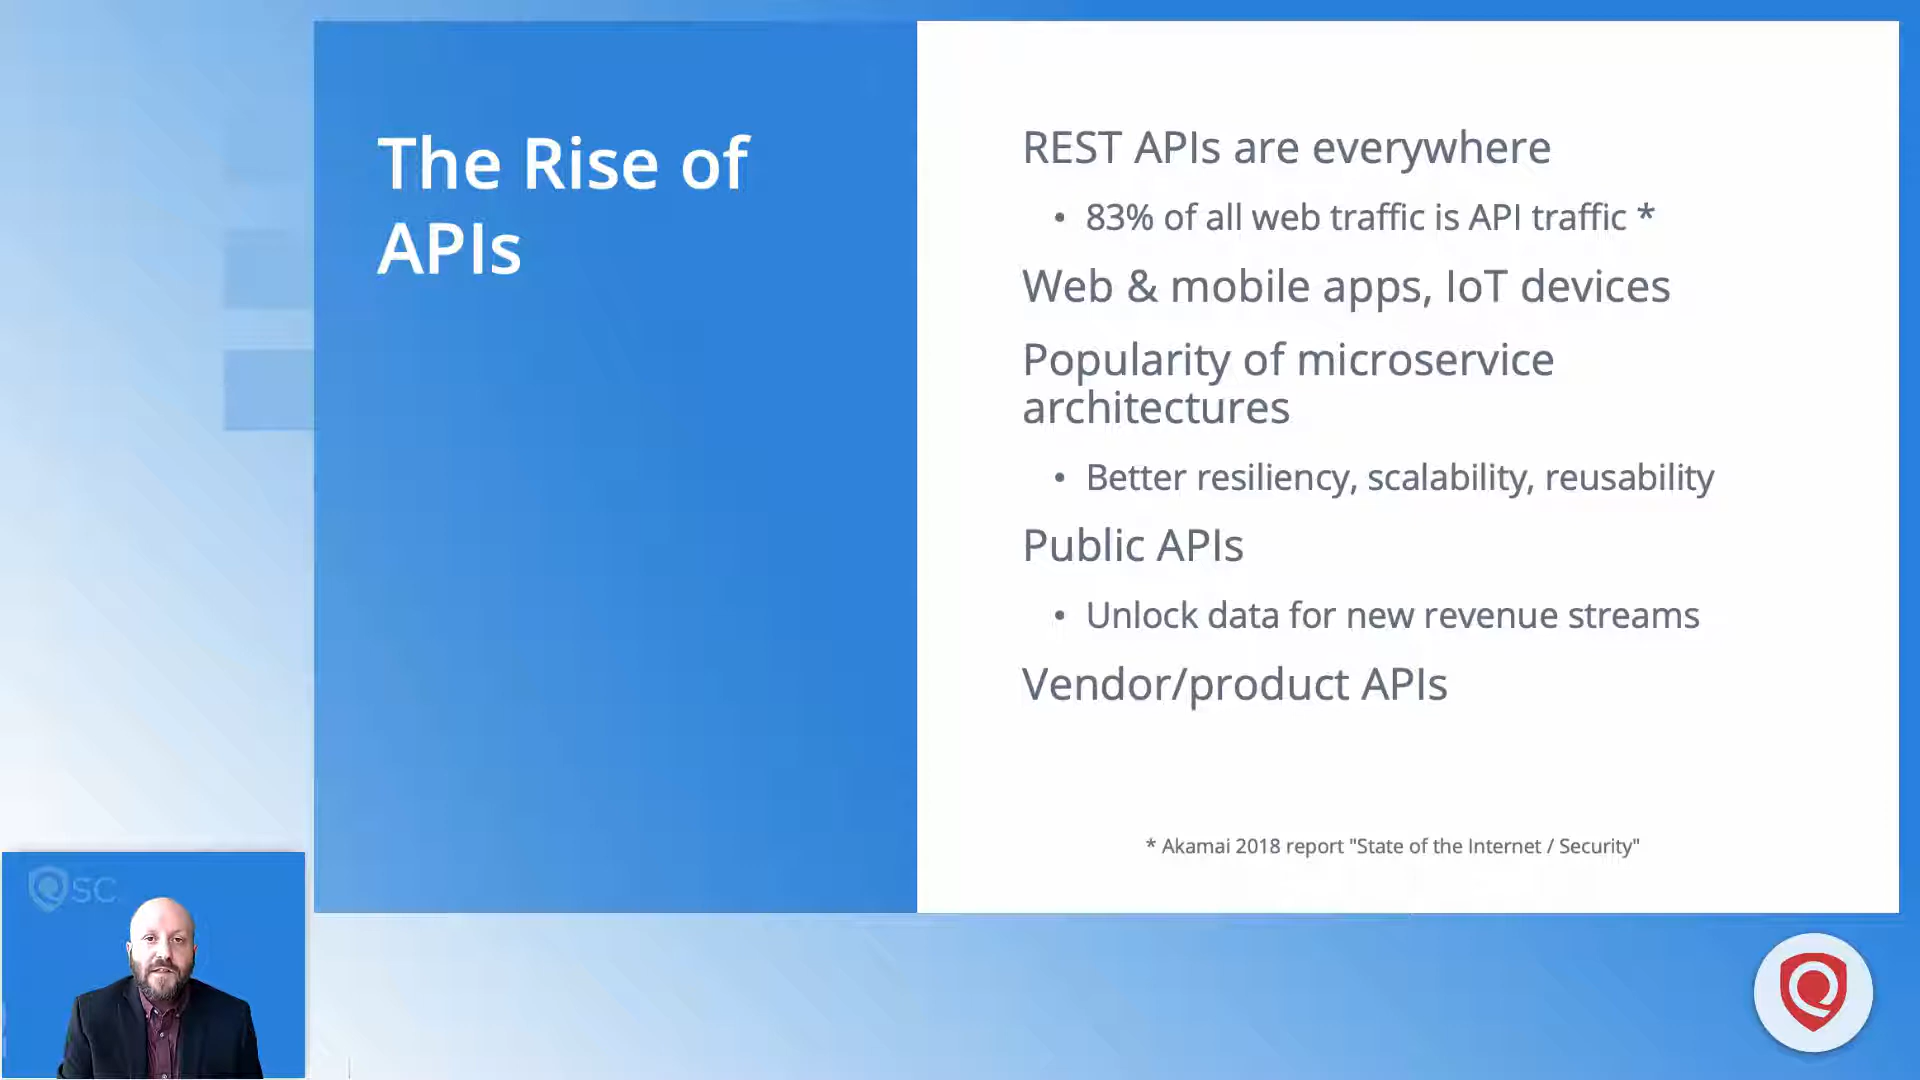 The Rise of
APIs
REST APIs are everywhere
• 83% of all web traffic is API traffic *
Web & mobile apps, IoT devices
Popularity of microservice
architectures
• Better resiliency, scalability, reusability
Public APIs
• Unlock data for new revenue streams
Vendor/product APIs
* Akamai 2018 report "State of the Internet / Security"
QSC